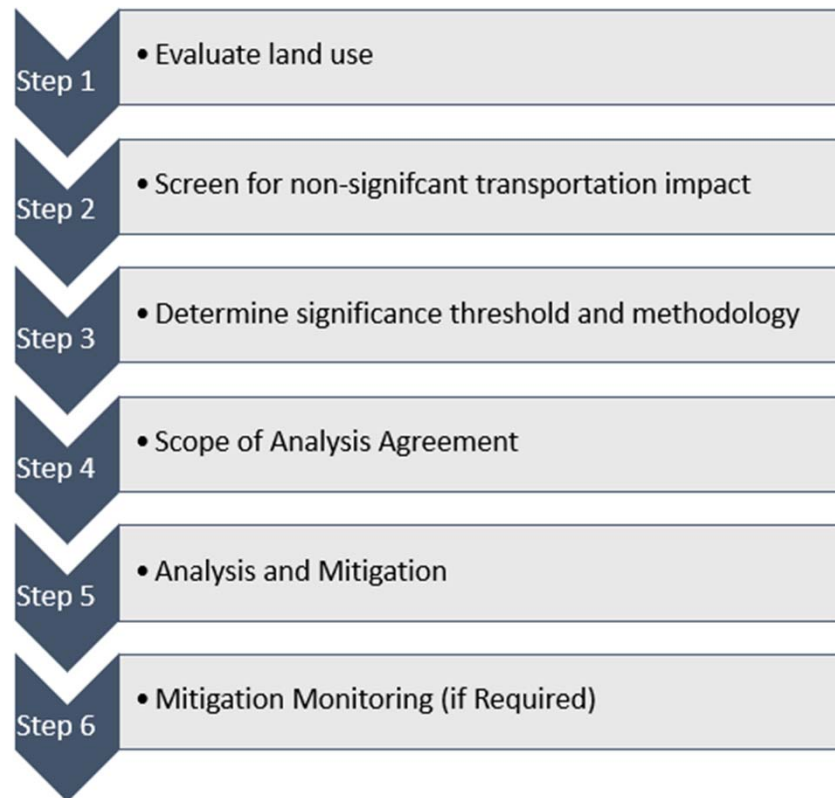 Step 1
• Evaluate land use
Step 2
• Screen for non-signifcant transportation impact
Step 3
• Determine significance threshold and methodology
Step 4
• Scope of Analysis Agreement
Step 5
• Analysis and Mitigation
Step 6
• Mitigation Monitoring (if Required)